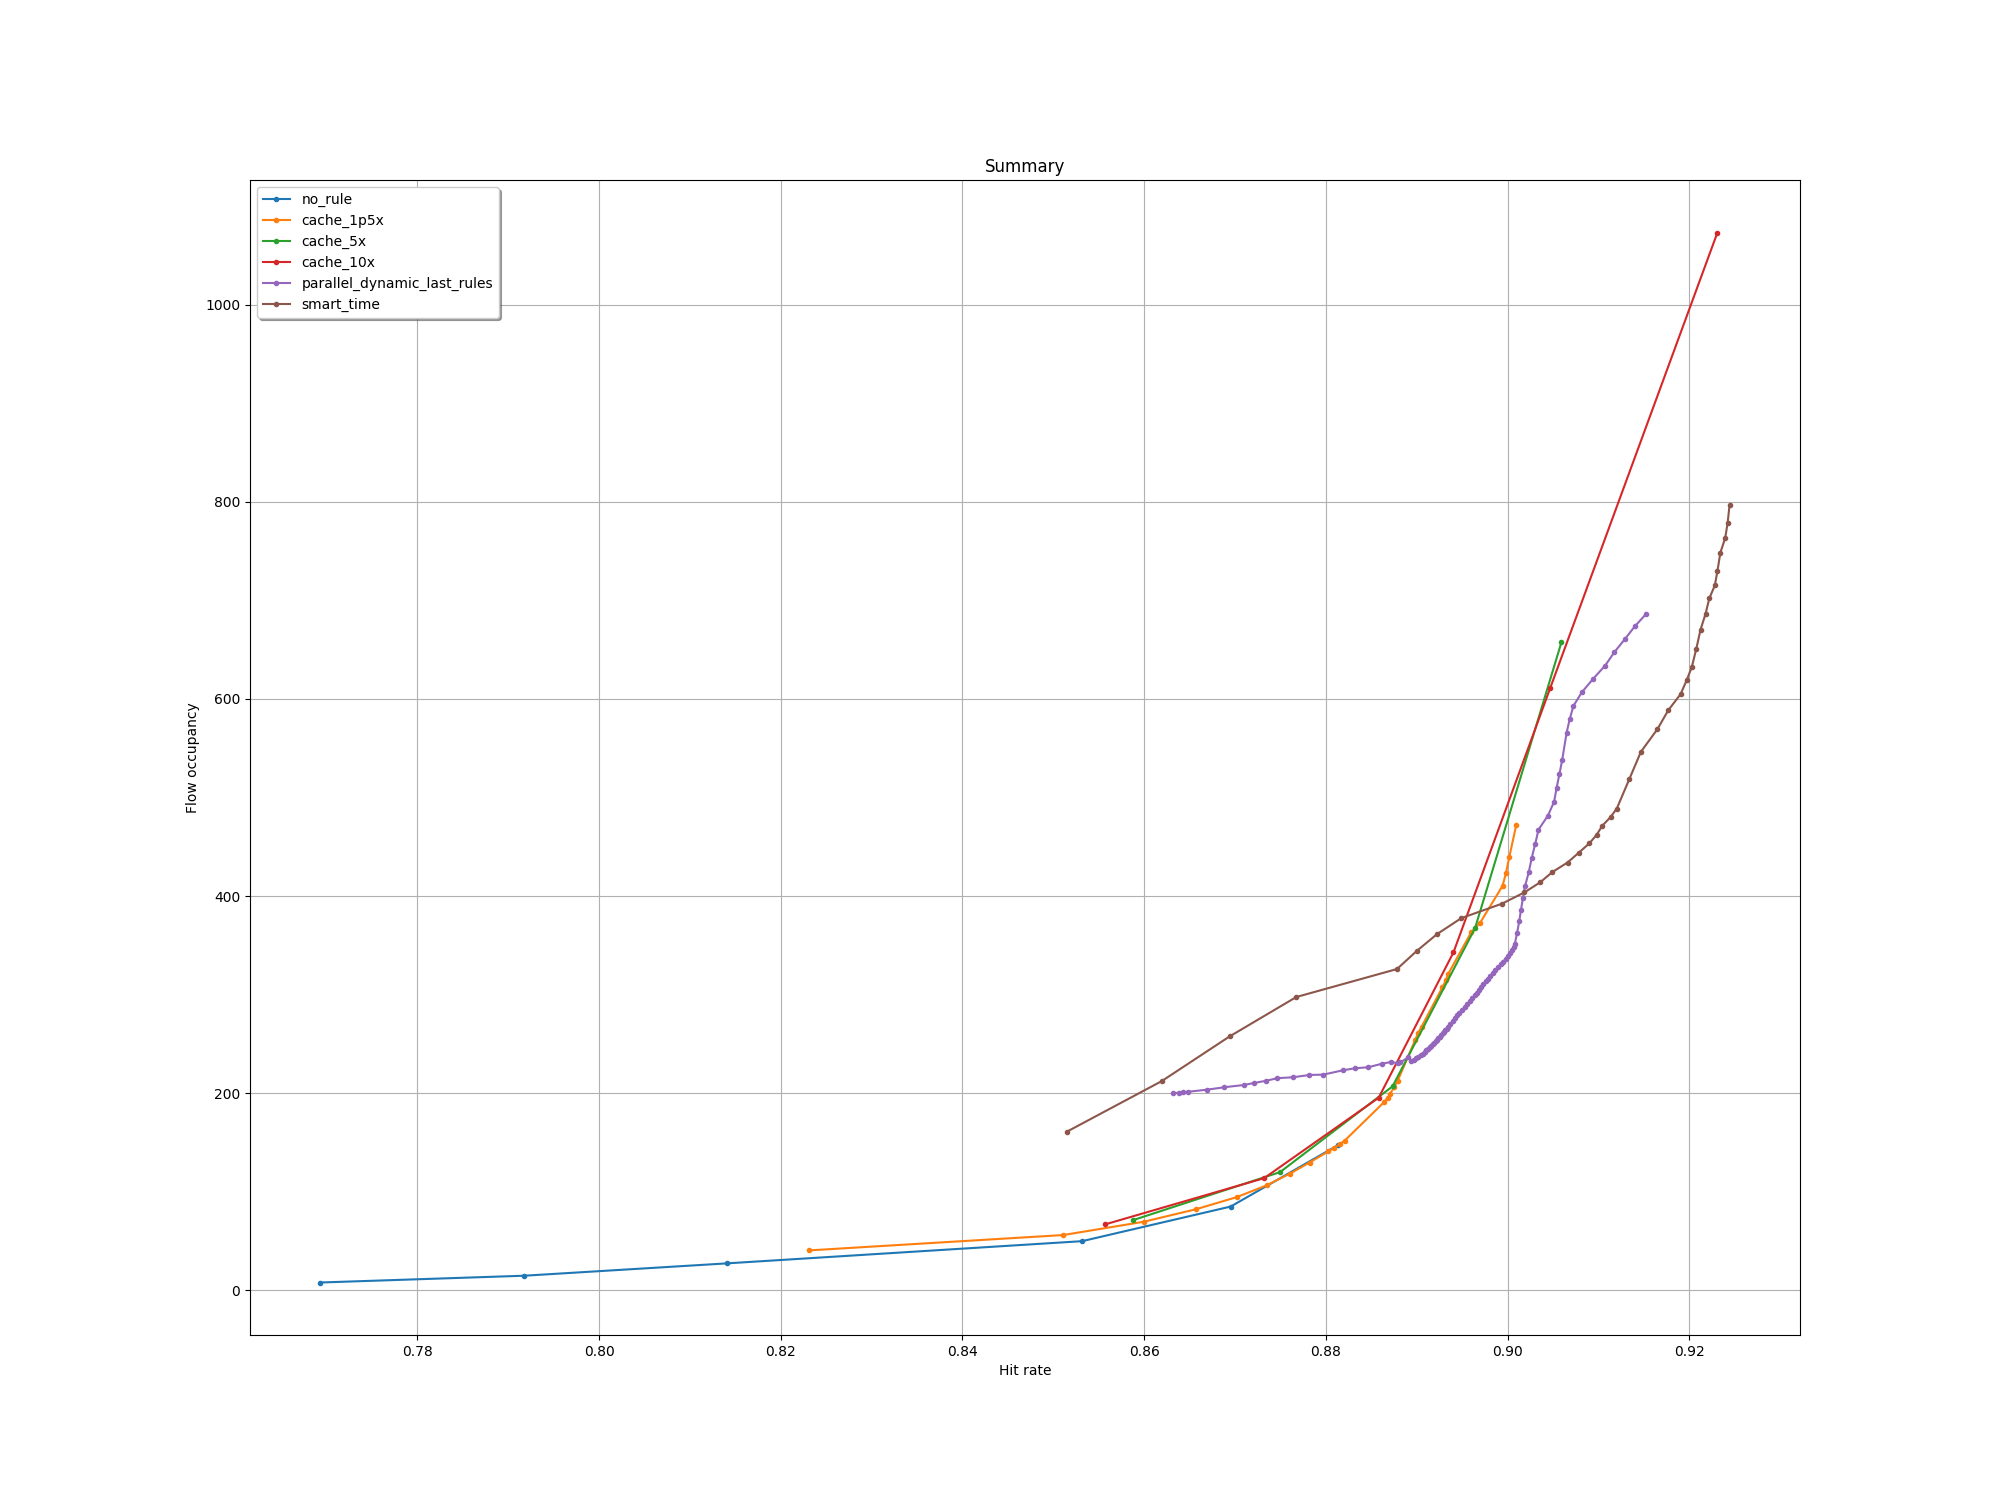 Summary
no_rule
cache_1p5x
cache_5x
cache_10x
parallel_dynamic_last_rules
smart_time
1000
800
600
400
200
0
Flow occupancy
0.78 0.80 0.82 0.84 0.86 0.88 0.90 0.92
Hit rate